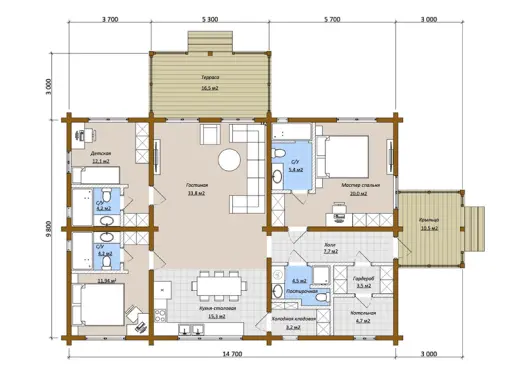 3 700
5 300
5 700
3 000
3 000
Терраса
16,5 м2
Детская
12,1 м2
Гостиная
33,8 м2
С/У
5,4 м2
Мастер спальня
20,0 м2
С/У
4,2 м2
Крыльцо
10,5 м2
9 800
С/У
4,2 м2
Холл
7,7 м2
11,94 м2
6,5 м2
Постирочная
Гардероб
3,5 м2
Кухня-столовая
15,3 м2
Холодная кладовая
3,2 м2
Котельная
4,7 м2
14 700
3 000